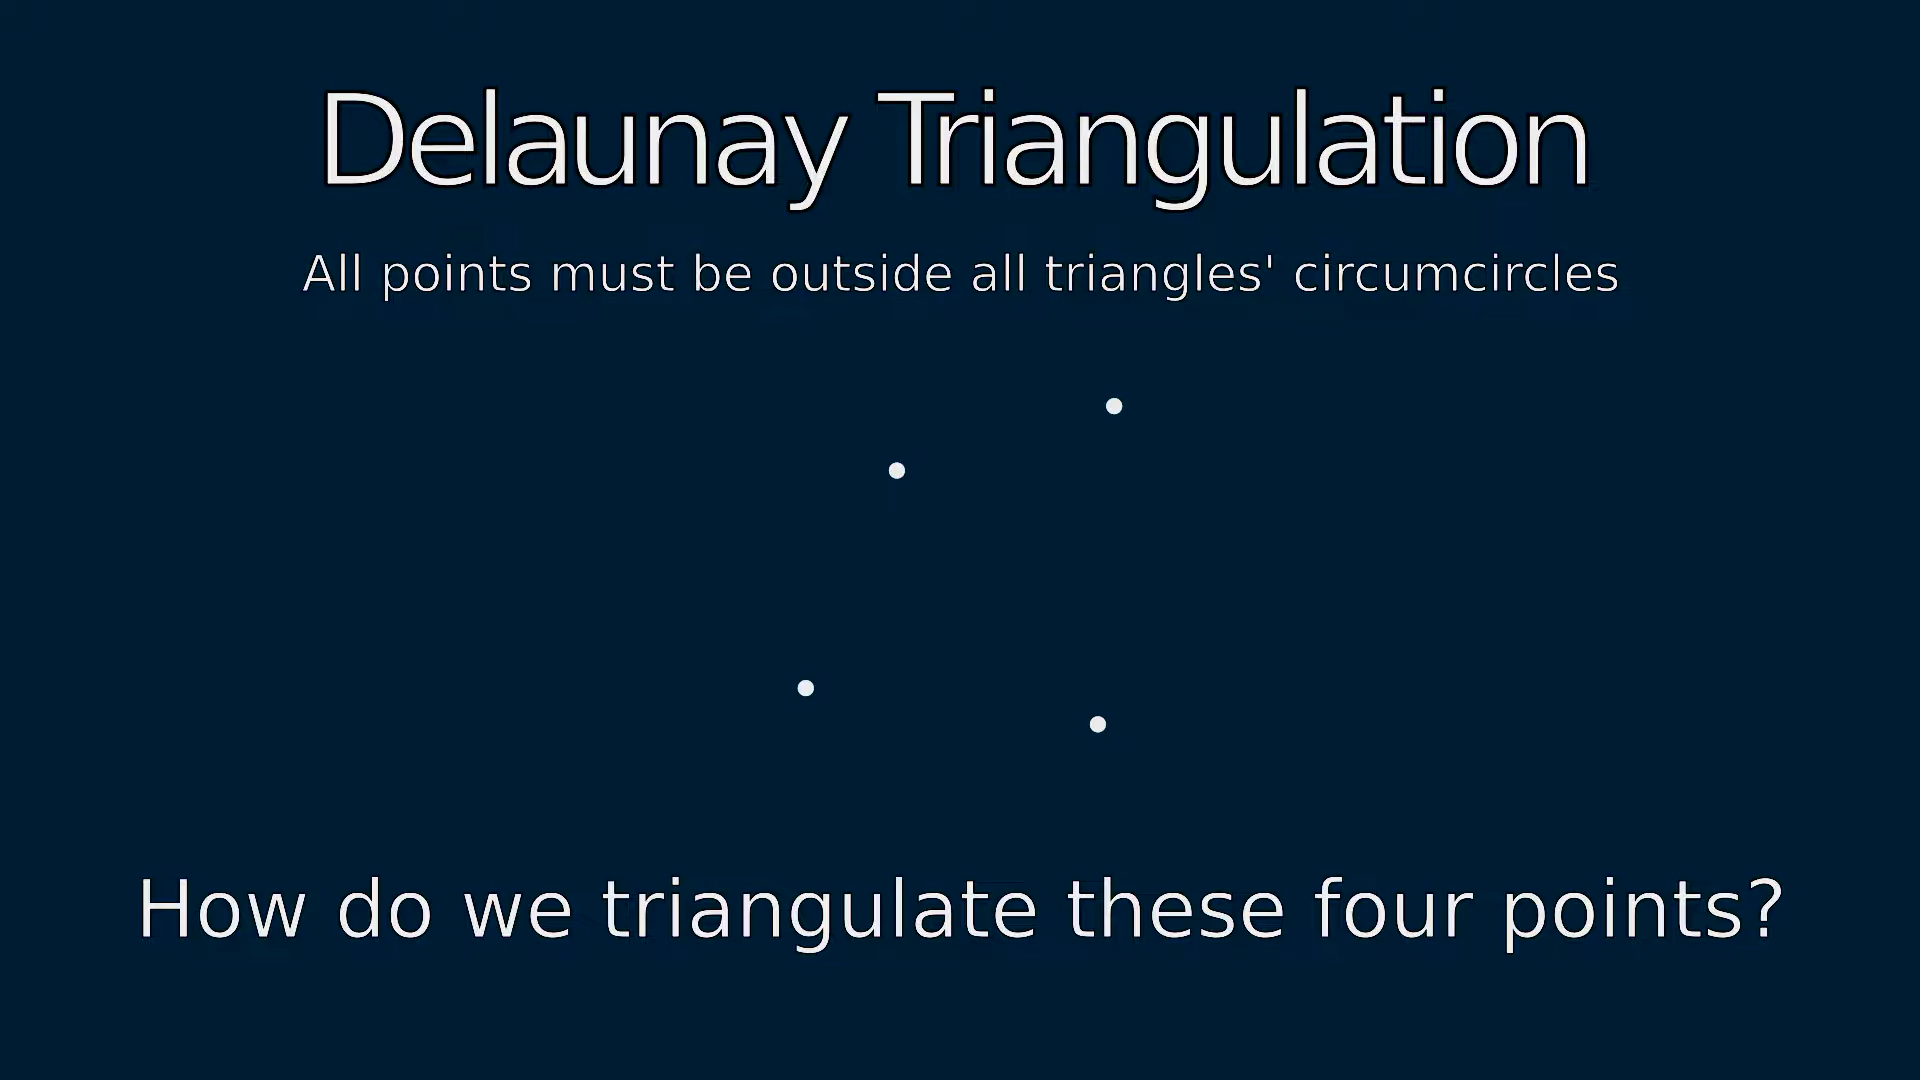 Delaunay Triangulation
All points must be outside all triangles' circumcircles
How do we triangulate these four points?